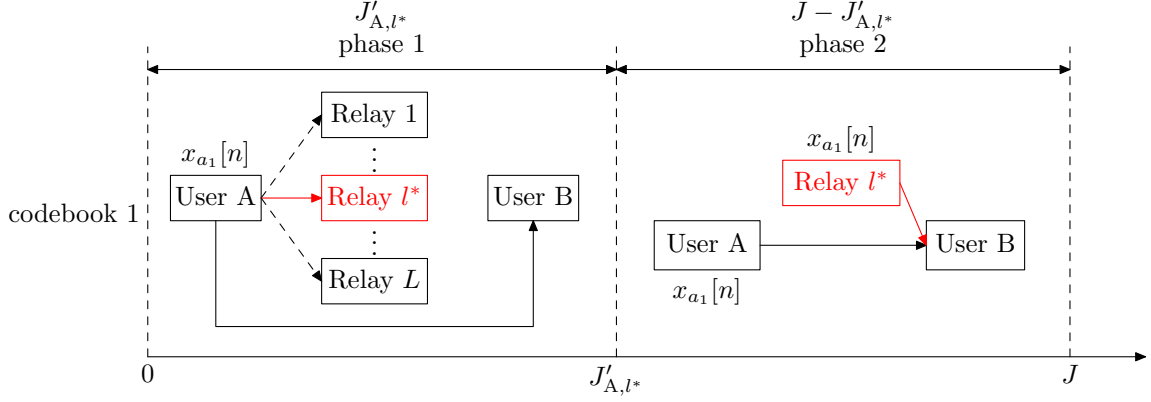 J′_{A,l*}
phase 1
J − J′_{A,l*}
phase 2
Relay 1
x_{a_1}[n]
User A
Relay l*
User B
Relay L
codebook 1
x_{a_1}[n]
Relay l*
User A
User B
x_{a_1}[n]
0
J′_{A,l*}
J